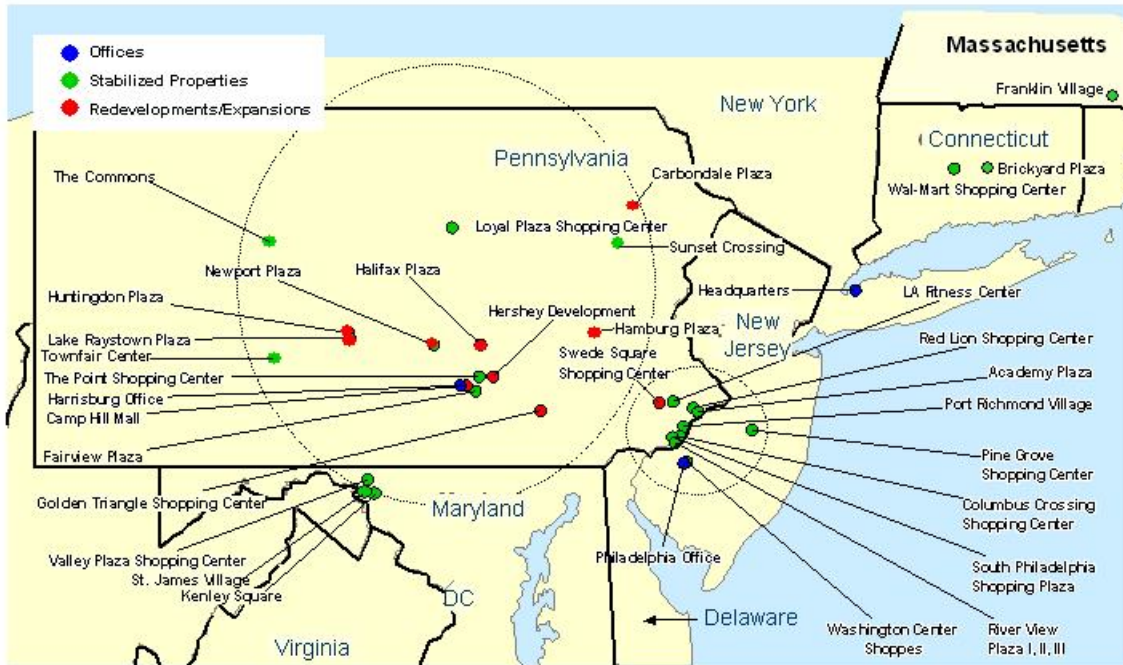 Offices
Stabilized Properties
Redevelopments/Expansions
Massachusetts
Franklin Village
New York
Connecticut
Brickyard Plaza
Wal-Mart Shopping Center
Pennsylvania
Carbondale Plaza
The Commons
Loyal Plaza Shopping Center
Sunset Crossing
Newport Plaza
Halifax Plaza
Headquarters
LA Fitness Center
Huntingdon Plaza
Hershey Development
Lake Raystown Plaza
Hamburg Plaza
New
Jersey
Red Lion Shopping Center
Townfair Center
Swede Square
Shopping Center
Academy Plaza
The Point Shopping Center
Harrisburg Office
Port Richmond Village
Camp Hill Mall
Fairview Plaza
Pine Grove
Shopping Center
Golden Triangle Shopping Center
Maryland
Columbus Crossing
Shopping Center
Valley Plaza Shopping Center
Philadelphia Office
St. James Village
South Philadelphia
Shopping Plaza
Kenley Square
DC
Delaware
Virginia
Washington Center
Shoppes
River View
Plaza I, II, III